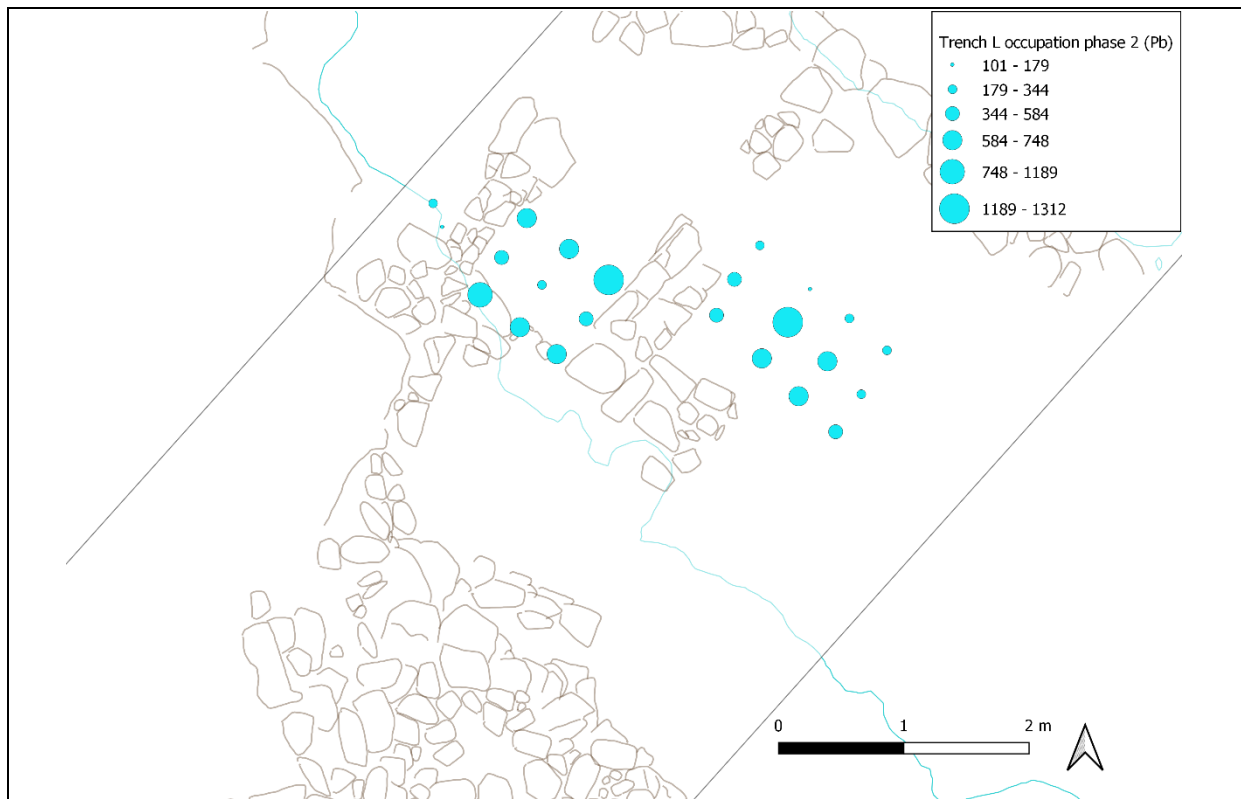 Trench L occupation phase 2 (Pb)
101 - 179
179 - 344
344 - 584
584 - 748
748 - 1189
1189 - 1312
0 1 2 m